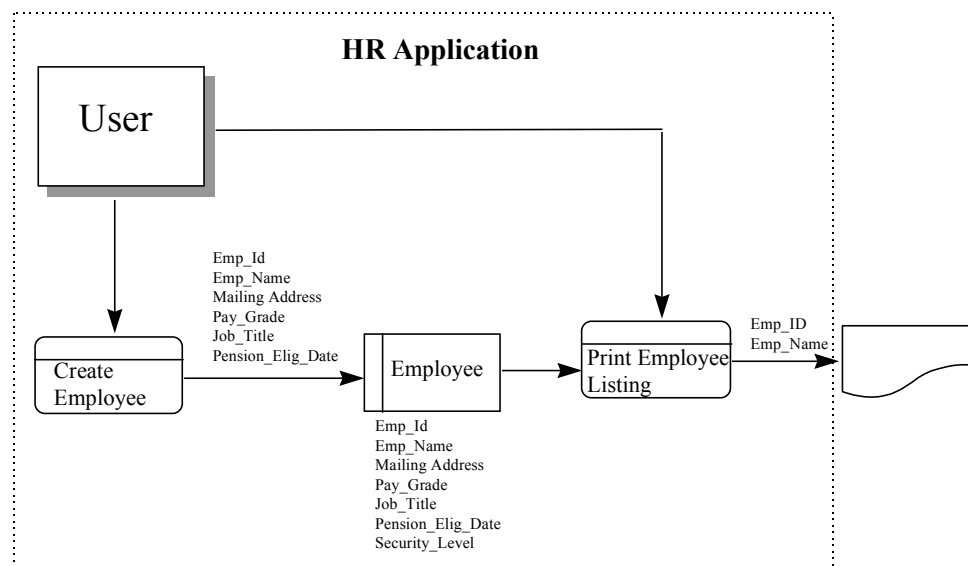 HR Application
User
Emp_Id
Emp_Name
Mailing Address
Pay_Grade
Job_Title
Pension_Elig_Date
Create
Employee
Employee
Emp_Id
Emp_Name
Mailing Address
Pay_Grade
Job_Title
Pension_Elig_Date
Security_Level
Print Employee
Listing
Emp_ID
Emp_Name